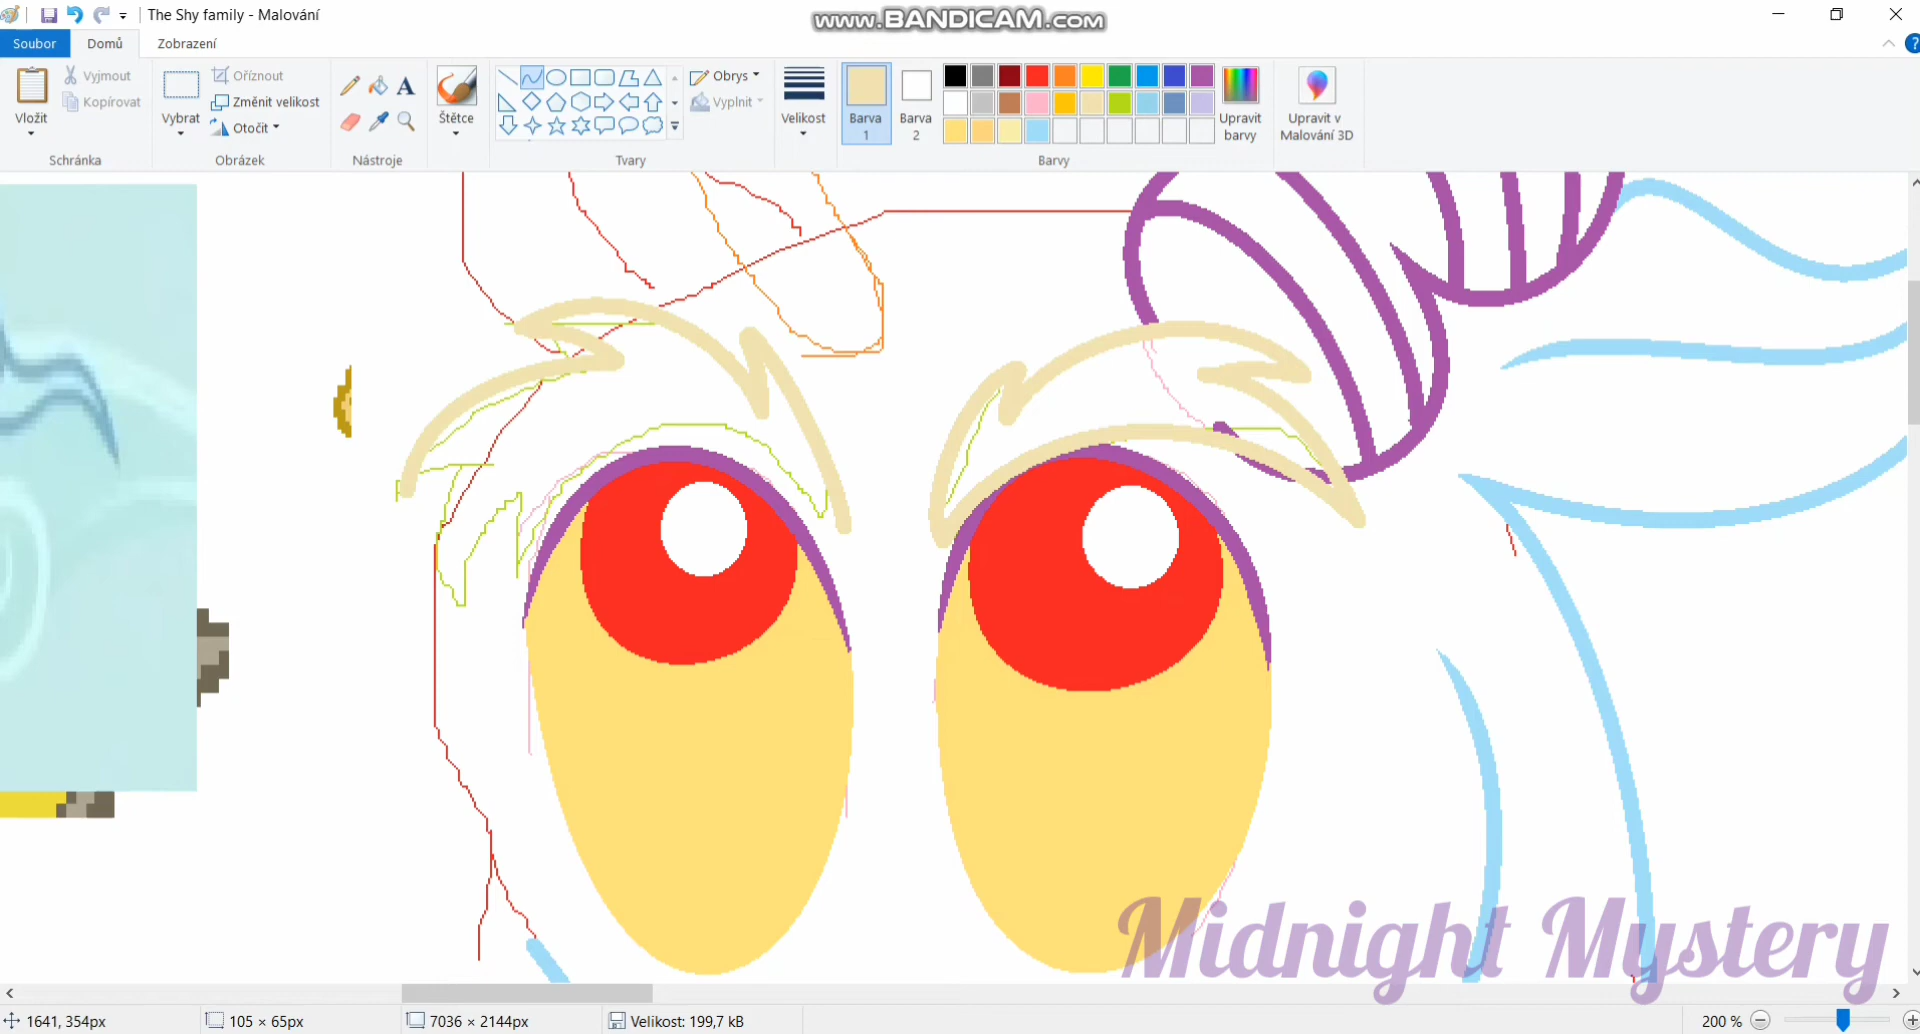 The Shy family - Malování
www.BANDICAM.com
Soubor Domů Zobrazení
Vložit
Vyjmout
Kopírovat
Schránka
Vybrat
Oříznout
Změnit velikost
Otočit
Obrázek
A
Nástroje
Štětce
Obrys
Vyplnit
Tvary
Velikost
Barva
1
Barva
2
Barvy
Upravit
barvy
Upravit v
Malování 3D
?
Midnight Mystery
1641, 354px
105 × 65px
7036 × 2144px
Velikost: 199,7 kB
200 %